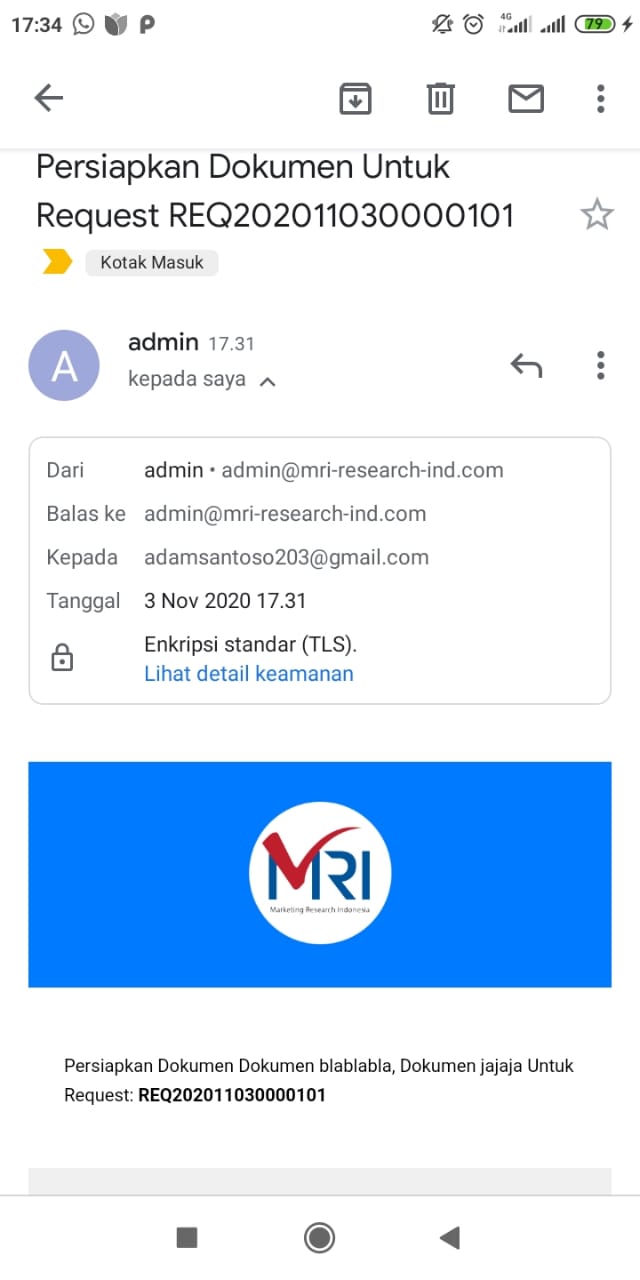 17:34
4G
79
Persiapkan Dokumen Untuk
Request REQ202011030000101
Kotak Masuk
A
admin 17.31
kepada saya
Dari admin • admin@mri-research-ind.com
Balas ke admin@mri-research-ind.com
Kepada adamsantoso203@gmail.com
Tanggal 3 Nov 2020 17.31
Enkripsi standar (TLS).
Lihat detail keamanan
MRI
Marketing Research Indonesia
Persiapkan Dokumen Dokumen blablabla, Dokumen jajaja Untuk
Request: REQ202011030000101